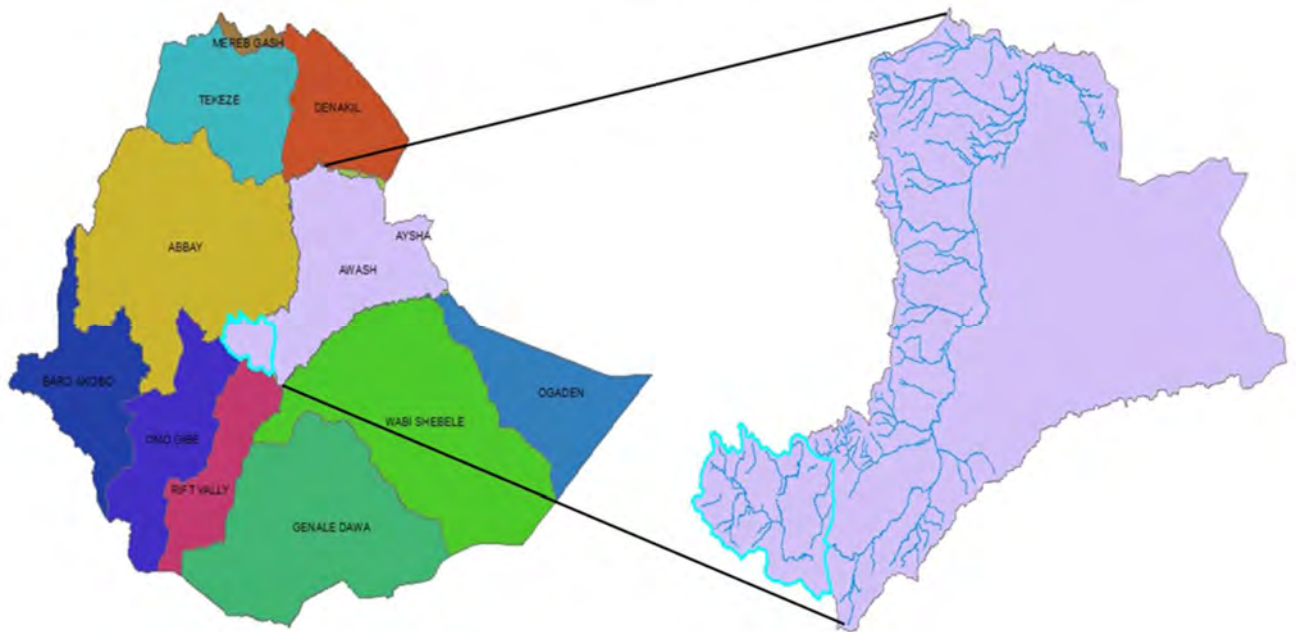 MEREB GASH
TEKEZE
DENAKIL
ABBAY
AYSHA
AWASH
BARO AKOBO
OGADEN
WABI SHEBELE
OMO GIBE
RIFT VALLY
GENALE DAWA